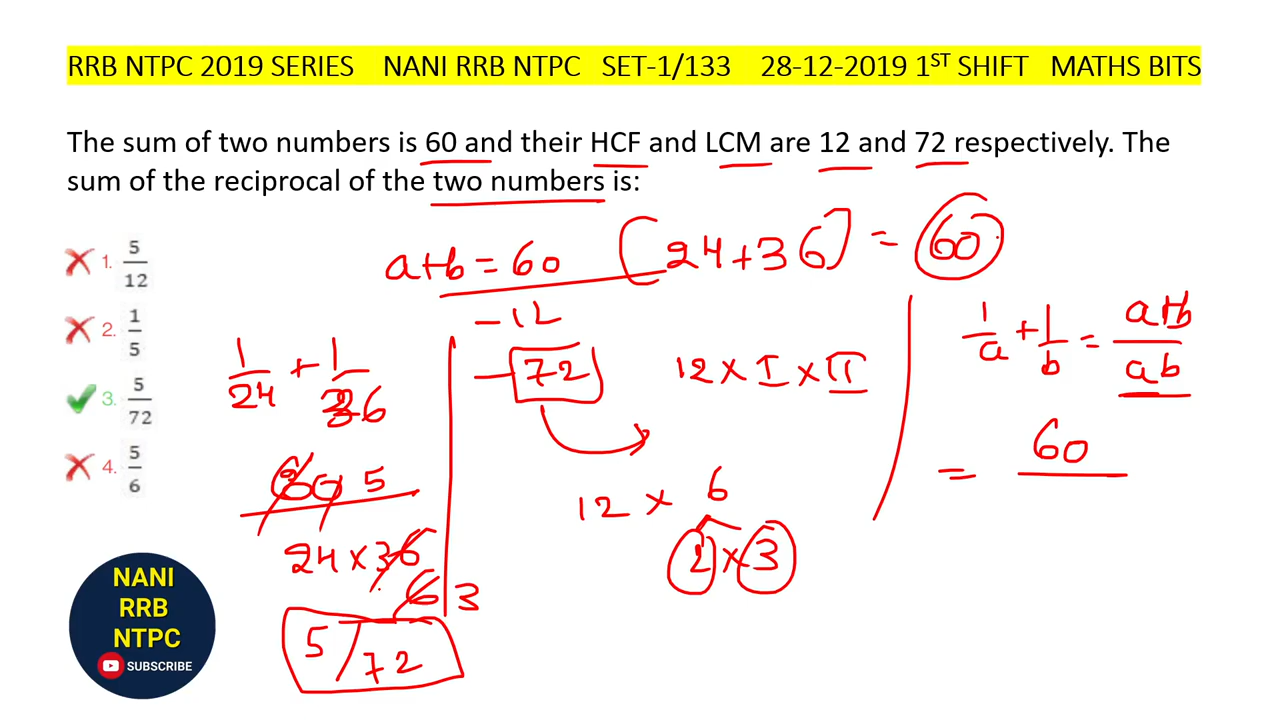 RRB NTPC 2019 SERIES NANI RRB NTPC SET-1/133 28-12-2019 1ST SHIFT MATHS BITS
The sum of two numbers is 60 and their HCF and LCM are 12 and 72 respectively. The
sum of the reciprocal of the two numbers is:
1. 5/12
2. 1/5
3. 5/72
4. 5/6
a+b = 60 [24+36] = 60
-12
-72
12 × I × II
12 × 6
2 × 3
1/24 + 1/36
60 5
24 × 36
6 3
5/72
1/a + 1/b = a+b/ab
= 60
NANI
RRB
NTPC
SUBSCRIBE